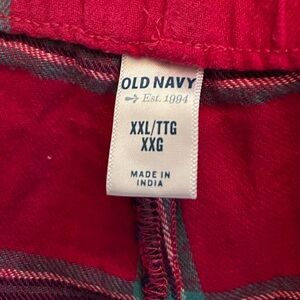 OLD NAVY
Est. 1994
XXL/TTG
XXG
MADE IN
INDIA